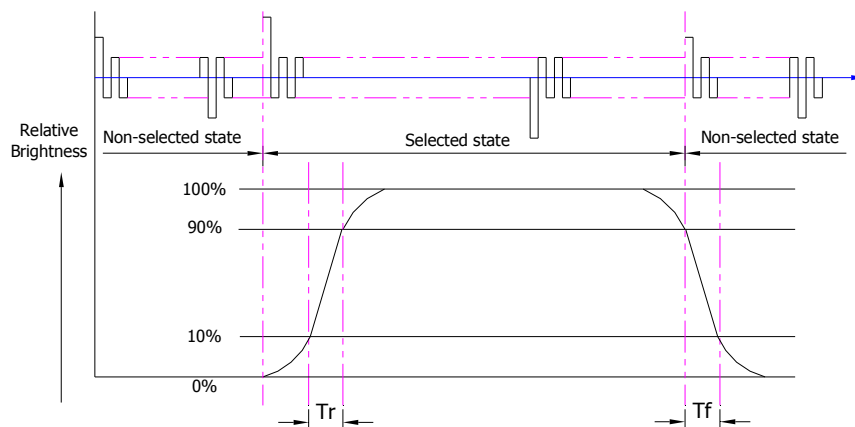 Relative
Brightness
Non-selected state
Selected state
Non-selected state
100%
90%
10%
0%
Tr
Tf